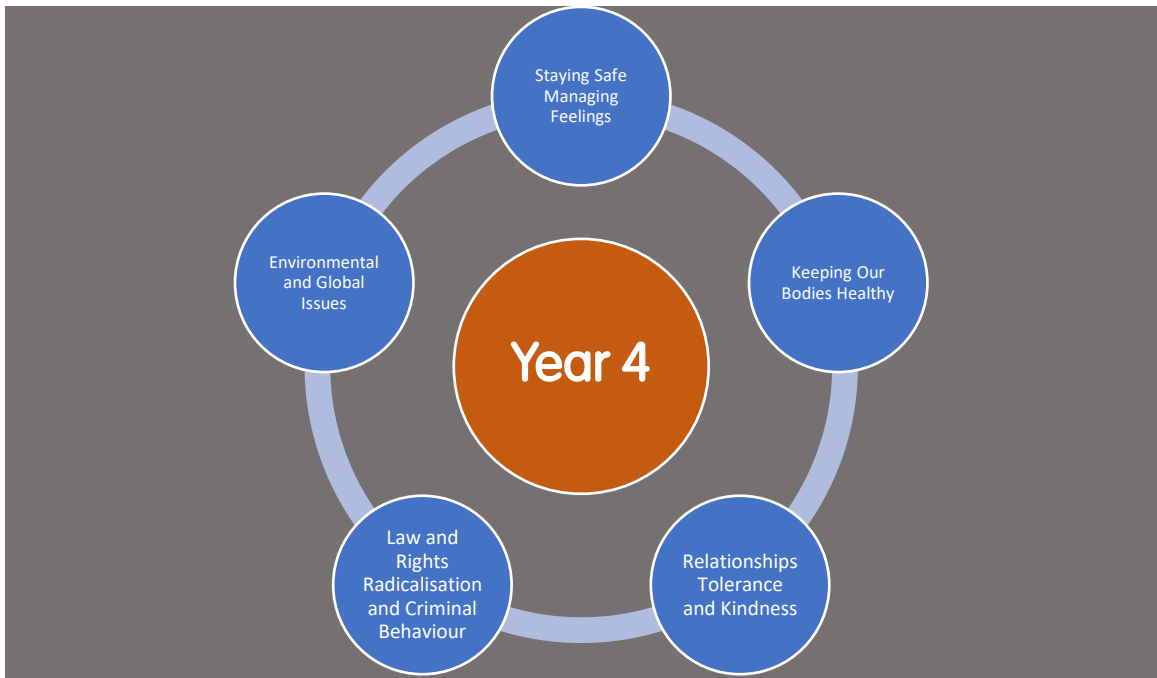 Staying Safe
Managing
Feelings
Environmental
and Global
Issues
Keeping Our
Bodies Healthy
Year 4
Law and
Rights
Radicalisation
and Criminal
Behaviour
Relationships
Tolerance
and Kindness